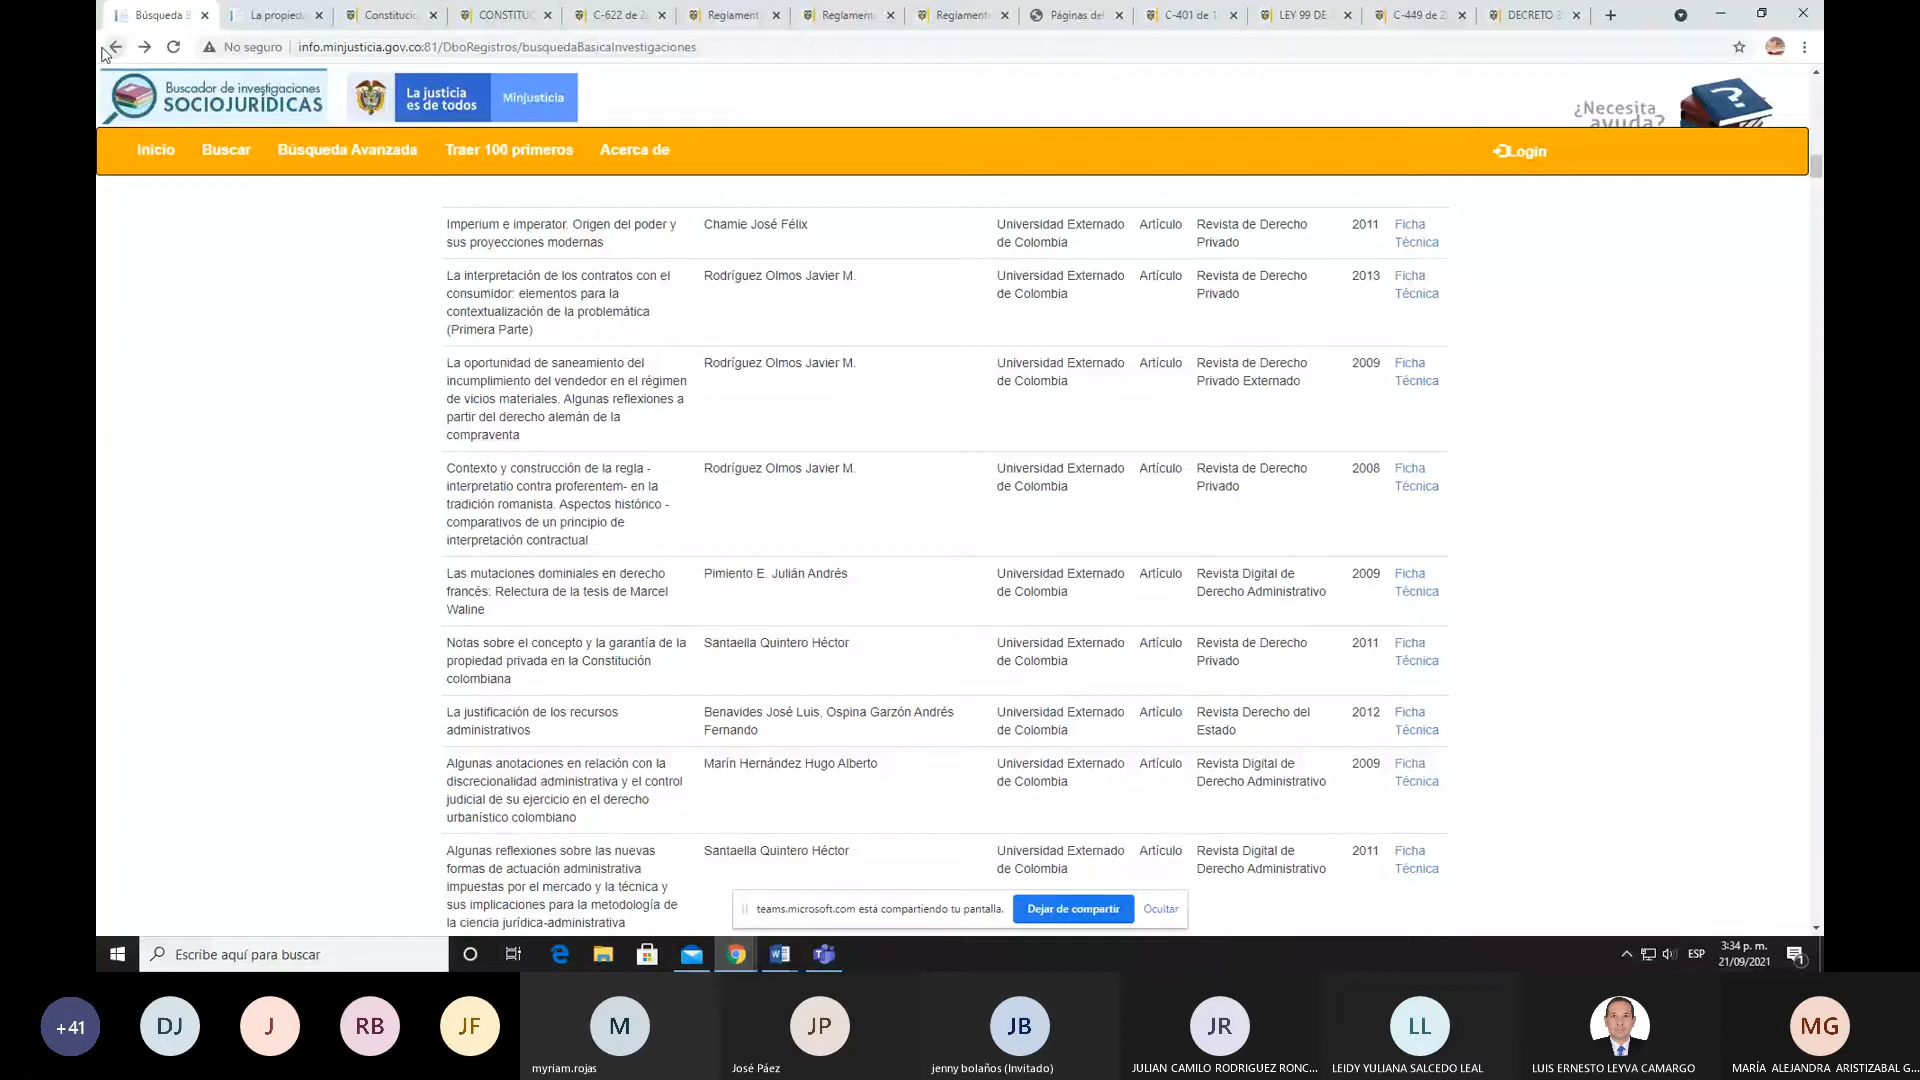 Búsqueda B
La propieda
Constitucio
CONSTITUC
C-622 de 2
Reglament
Reglament
Reglamento
Páginas del
C-401 de 1
LEY 99 DE
C-449 de 2
DECRETO 2
No seguro
info.minjusticia.gov.co:81/DboRegistros/busquedaBasicaInvestigaciones
Buscador de investigaciones
SOCIOJURÍDICAS
La justicia
es de todos
Minjusticia
¿Necesita
ayuda?
Inicio
Buscar
Búsqueda Avanzada
Traer 100 primeros
Acerca de
Login
Imperium e imperator. Origen del poder y Chamie José Félix Universidad Externado Artículo Revista de Derecho 2011 Ficha
sus proyecciones modernas de Colombia Privado Técnica
La interpretación de los contratos con el Rodríguez Olmos Javier M. Universidad Externado Artículo Revista de Derecho 2013 Ficha
consumidor: elementos para la de Colombia Privado Técnica
contextualización de la problemática
(Primera Parte)
La oportunidad de saneamiento del Rodríguez Olmos Javier M. Universidad Externado Artículo Revista de Derecho 2009 Ficha
incumplimiento del vendedor en el régimen de Colombia Privado Externado Técnica
de vicios materiales. Algunas reflexiones a
partir del derecho alemán de la
compraventa
Contexto y construcción de la regla - Rodríguez Olmos Javier M. Universidad Externado Artículo Revista de Derecho 2008 Ficha
interpretatio contra proferentem- en la de Colombia Privado Técnica
tradición romanista. Aspectos histórico -
comparativos de un principio de
interpretación contractual
Las mutaciones dominiales en derecho Pimiento E. Julián Andrés Universidad Externado Artículo Revista Digital de 2009 Ficha
francés: Relectura de la tesis de Marcel de Colombia Derecho Administrativo Técnica
Waline
Notas sobre el concepto y la garantía de la Santaella Quintero Héctor Universidad Externado Artículo Revista de Derecho 2011 Ficha
propiedad privada en la Constitución de Colombia Privado Técnica
colombiana
La justificación de los recursos Benavides José Luis, Ospina Garzón Andrés Universidad Externado Artículo Revista Derecho del 2012 Ficha
administrativos Fernando de Colombia Estado Técnica
Algunas anotaciones en relación con la Marín Hernández Hugo Alberto Universidad Externado Artículo Revista Digital de 2009 Ficha
discrecionalidad administrativa y el control de Colombia Derecho Administrativo Técnica
judicial de su ejercicio en el derecho
urbanístico colombiano
Algunas reflexiones sobre las nuevas Santaella Quintero Héctor Universidad Externado Artículo Revista Digital de 2011 Ficha
formas de actuación administrativa de Colombia Derecho Administrativo Técnica
impuestas por el mercado y la técnica y
sus implicaciones para la metodología de
la ciencia jurídica-administrativa
teams.microsoft.com está compartiendo tu pantalla.
Dejar de compartir
Ocultar
Escribe aquí para buscar
ESP
3:34 p. m.
21/09/2021
1
+41
DJ
J
RB
JF
M
JP
JB
JR
LL
MG
myriam.rojas
José Páez
jenny bolaños (Invitado)
JULIAN CAMILO RODRIGUEZ RONC...
LEIDY YULIANA SALCEDO LEAL
LUIS ERNESTO LEYVA CAMARGO
MARÍA ALEJANDRA ARISTIZABAL G...